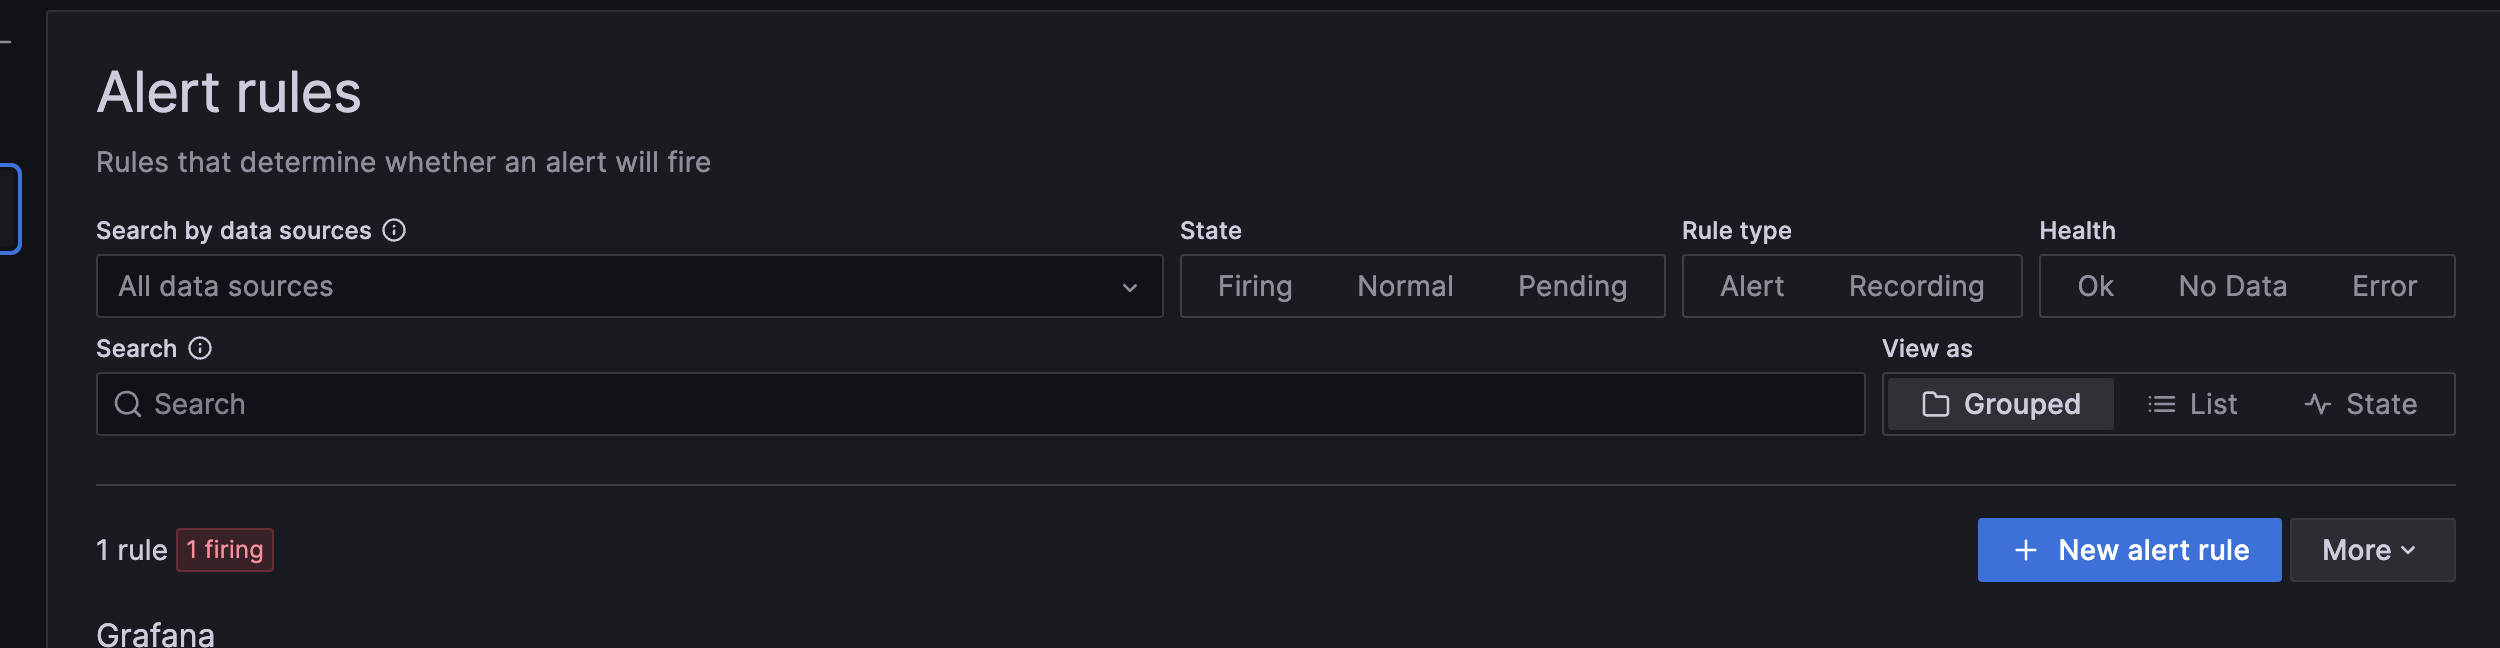 Alert rules
Rules that determine whether an alert will fire
Search by data sources State Rule type Health
All data sources Firing Normal Pending Alert Recording Ok No Data Error
Search View as
Search Grouped List State
1 rule 1 firing New alert rule More
Grafana